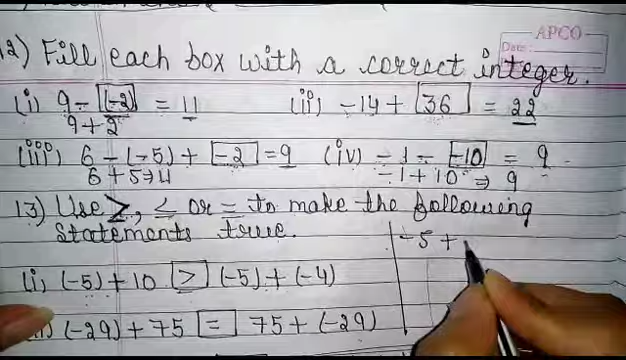 APCO
Date:
12) Fill each box with a correct integer.
(i) 9 - (-2) = 11 (ii) -14 + 36 = 22
9+2
(iii) 6 - (-5) + -2 = 9 (iv) -1 - -10 = 9
6+5→11 -1+10 ⇒ 9
13) Use >, < or = to make the following
Statements true.
-5 +
(i) (-5) + 10 > (-5) + (-4)
(-29) + 75 = 75 + (-29)